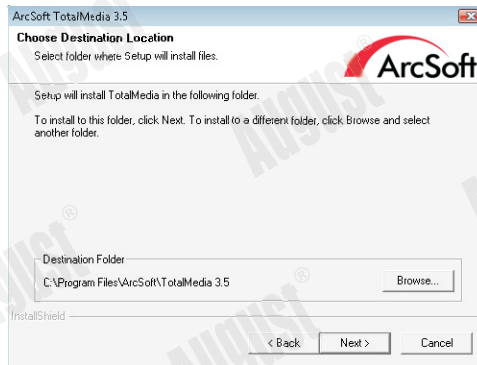 ArcSoft TotalMedia 3.5
Choose Destination Location
Select folder where Setup will install files.
ArcSoft
Setup will install TotalMedia in the following folder.
To install to this folder, click Next. To install to a different folder, click Browse and select
another folder.
Destination Folder
C:\Program Files\ArcSoft\TotalMedia 3.5
Browse...
InstallShield
< Back
Next >
Cancel
August®
August®
August®
August®